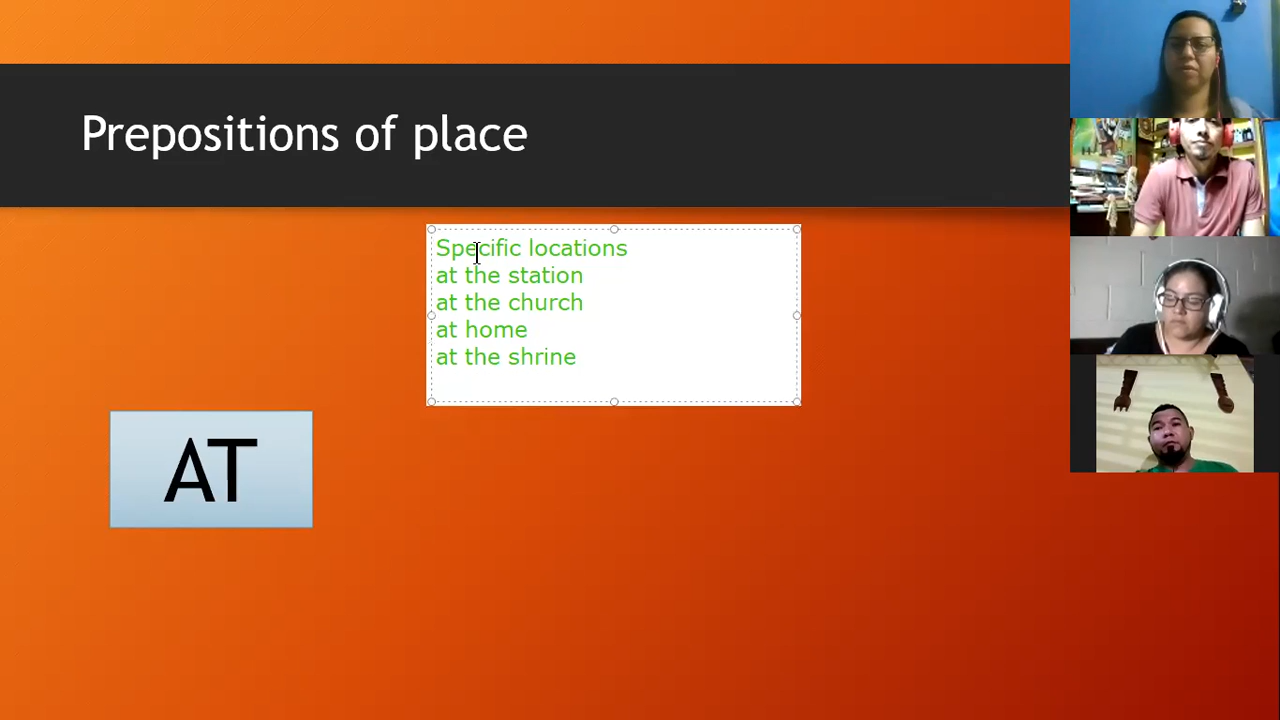 Prepositions of place
Specific locations
at the station
at the church
at home
at the shrine
AT